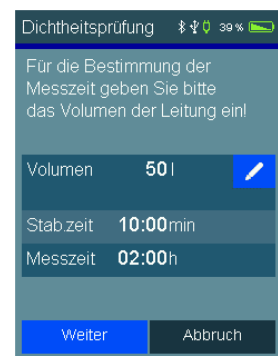 Dichtheitsprüfung 39 %
Für die Bestimmung der
Messzeit geben Sie bitte
das Volumen der Leitung ein!
Volumen 50 l
Stab.zeit 10:00 min
Messzeit 02:00 h
Weiter Abbruch